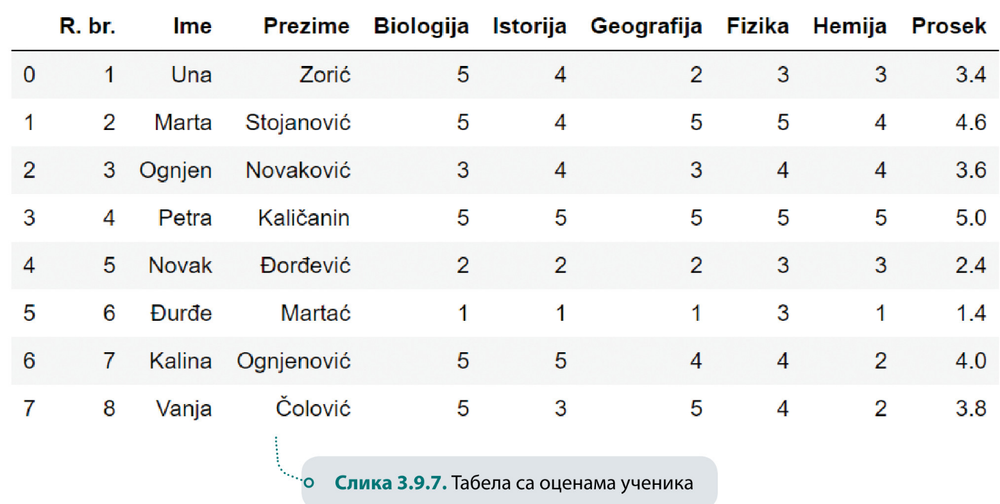 R. br. Ime Prezime Biologija Istorija Geografija Fizika Hemija Prosek
0 1 Una Zorić 5 4 2 3 3 3.4
1 2 Marta Stojanović 5 4 5 5 4 4.6
2 3 Ognjen Novaković 3 4 3 4 4 3.6
3 4 Petra Kaličanin 5 5 5 5 5 5.0
4 5 Novak Đorđević 2 2 2 3 3 2.4
5 6 Đurđe Martać 1 1 1 3 1 1.4
6 7 Kalina Ognjenović 5 5 4 4 2 4.0
7 8 Vanja Čolović 5 3 5 4 2 3.8
Слика 3.9.7. Табела са оценама ученика